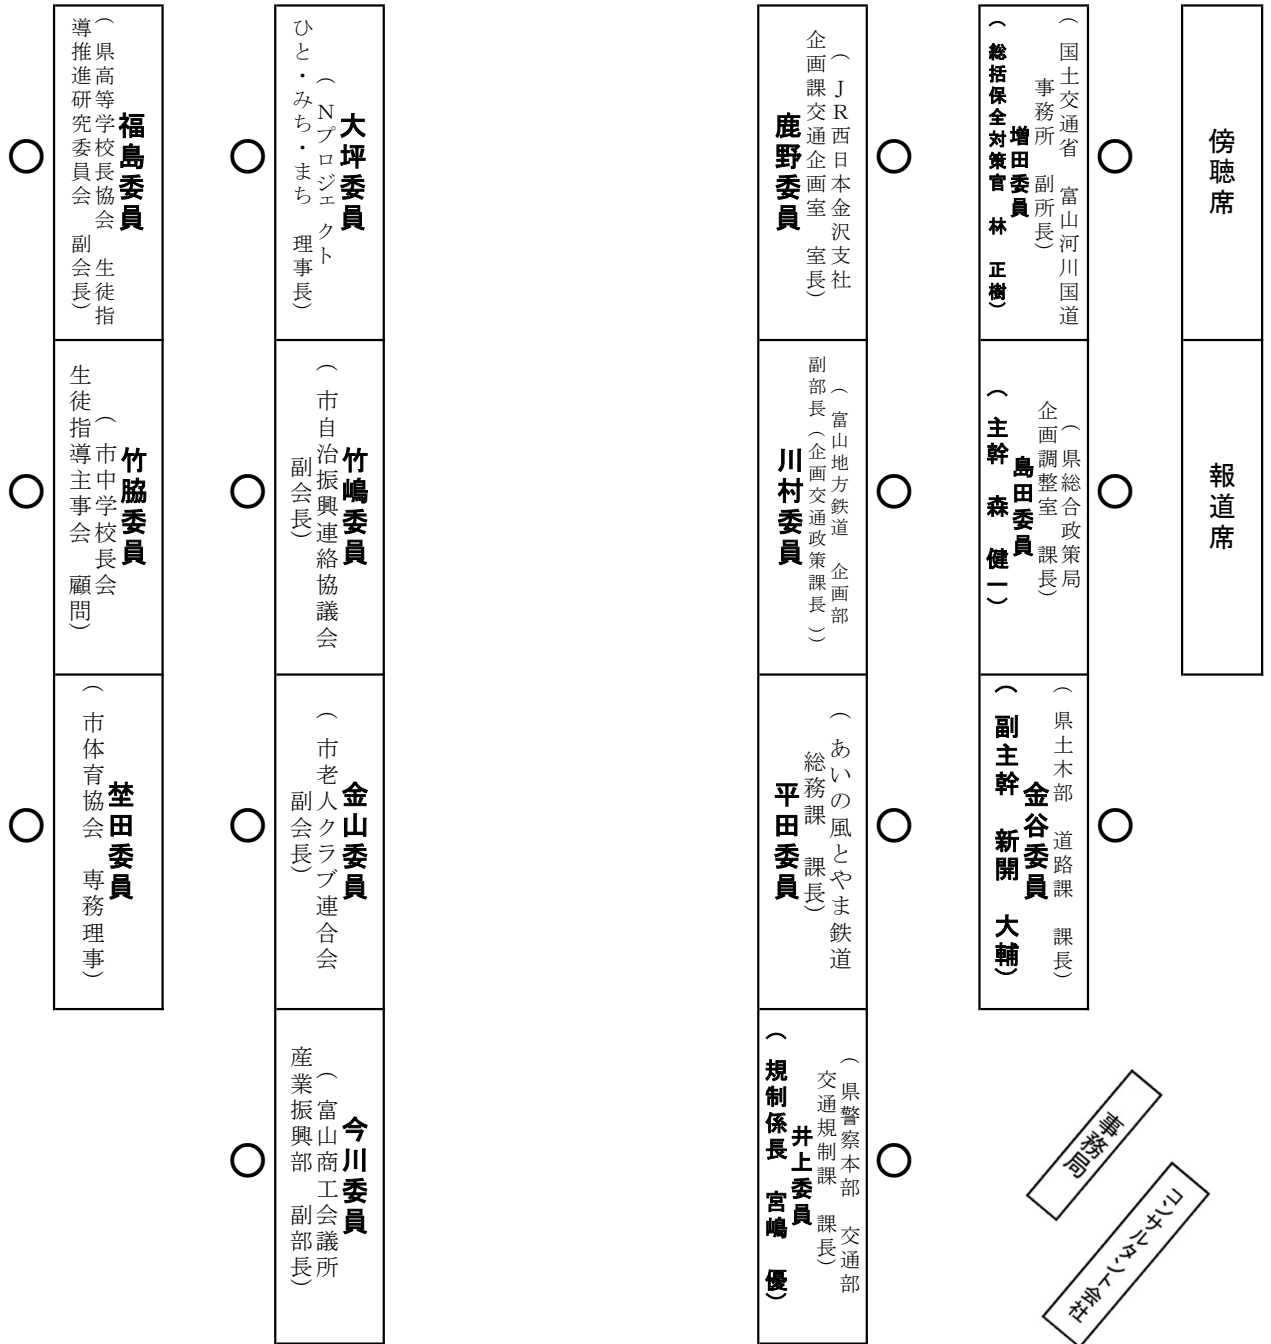 傍聴席
報道席
（国土交通省　富山河川国道
事務所　副所長）
増田委員
（総括保全対策官　林　正樹）
（県総合政策局
企画調整室　課長）
島田委員
（主幹　森　健一）
（県土木部　道路課　課長）
金谷委員
（副主幹　新開　大輔）
（ＪＲ西日本金沢支社
企画課交通企画室　室長）
鹿野委員
（富山地方鉄道　企画部
副部長（企画交通政策課長））
川村委員
（あいの風とやま鉄道
総務課　課長）
平田委員
（県警察本部　交通部
交通規制課　課長）
井上委員
（規制係長　宮嶋　優）
大坪委員
（Ｎプロジェクト
ひと・みち・まち　理事長）
竹嶋委員
（市自治振興連絡協議会
副会長）
金山委員
（市老人クラブ連合会
副会長）
今川委員
（富山商工会議所
産業振興部　副部長）
福島委員
（県高等学校長協会　生徒指
導推進研究委員会　副会長）
竹脇委員
（市中学校長会
生徒指導主事会　顧問）
埜田委員
（市体育協会　専務理事）
事務局
コンサルタント会社